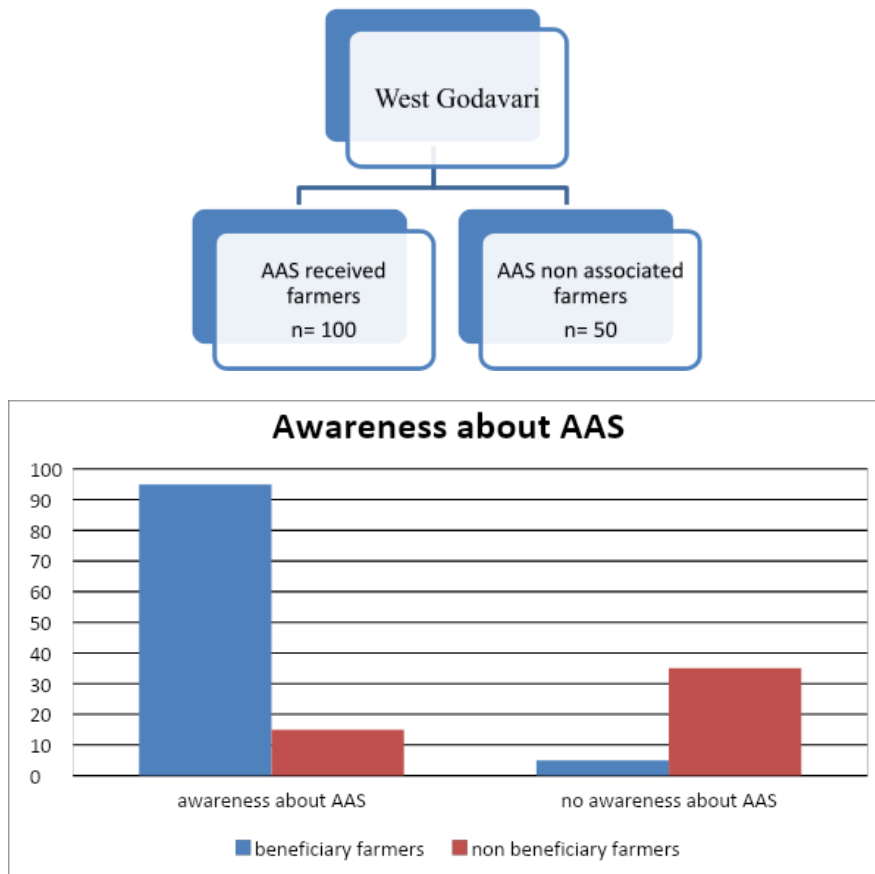 West Godavari
AAS received
farmers
n= 100
AAS non associated
farmers
n= 50
Awareness about AAS
100
90
80
70
60
50
40
30
20
10
0
awareness about AAS
no awareness about AAS
beneficiary farmers
non beneficiary farmers